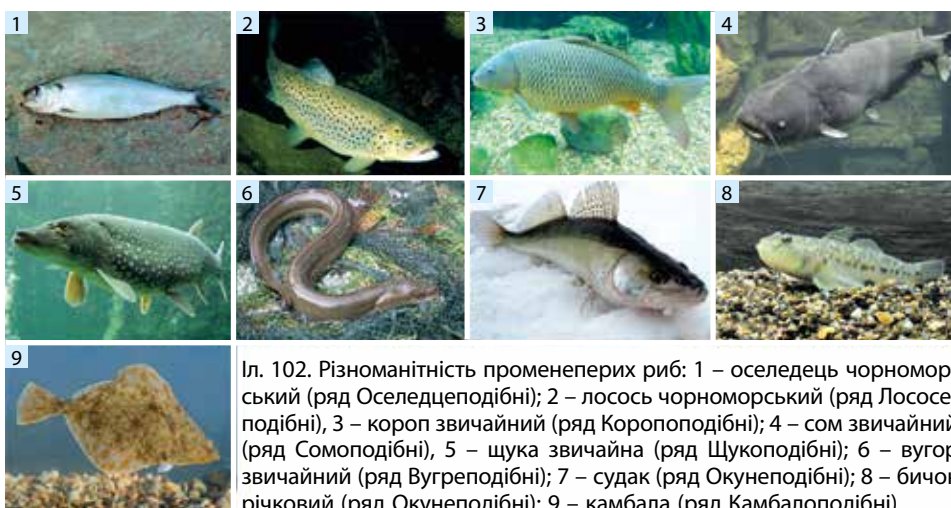 1
2
3
4
5
6
7
8
9
Іл. 102. Різноманітність променеперих риб: 1 – оселедець чорномор-
ський (ряд Оселедцеподібні); 2 – лосось чорноморський (ряд Лососе-
подібні), 3 – короп звичайний (ряд Коропоподібні); 4 – сом звичайний
(ряд Сомоподібні), 5 – щука звичайна (ряд Щукоподібні); 6 – вугор
звичайний (ряд Вугреподібні); 7 – судак (ряд Окунеподібні); 8 – бичок
річковий (ряд Окунеподібні); 9 – камбала (ряд Камбалоподібні)